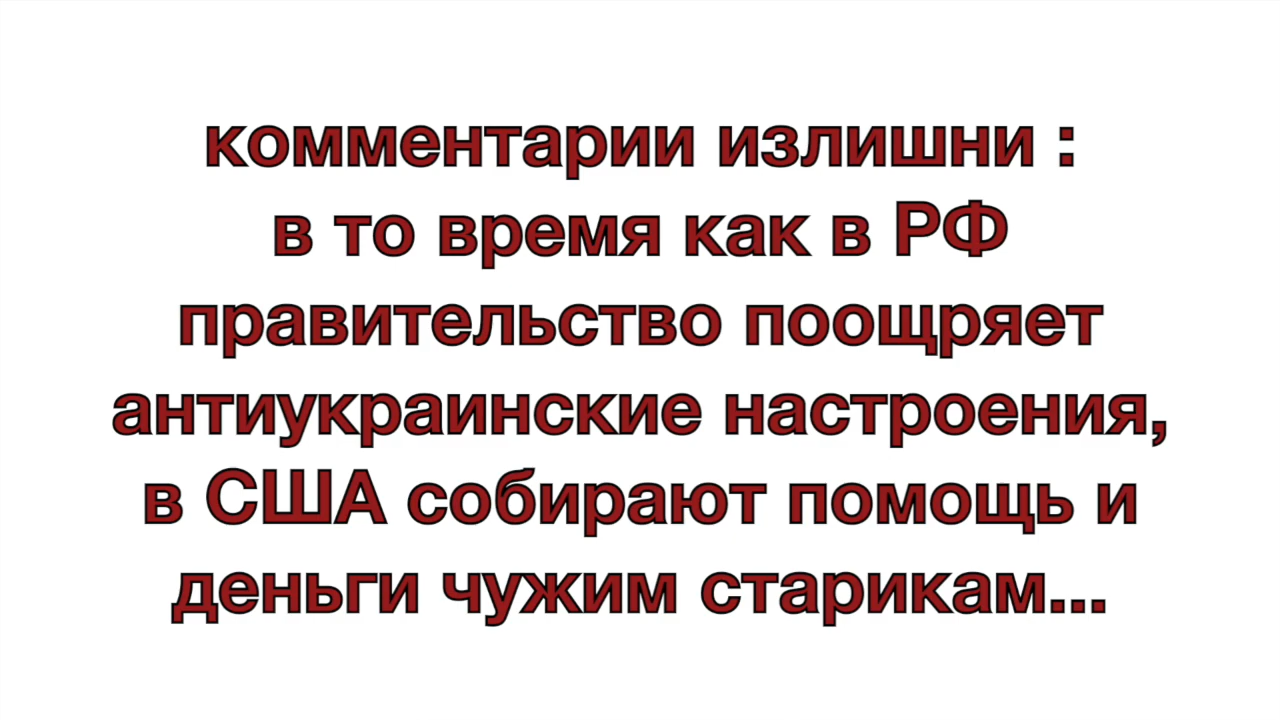 комментарии излишни :
в то время как в РФ
правительство поощряет
антиукраинские настроения,
в США собирают помощь и
деньги чужим старикам...